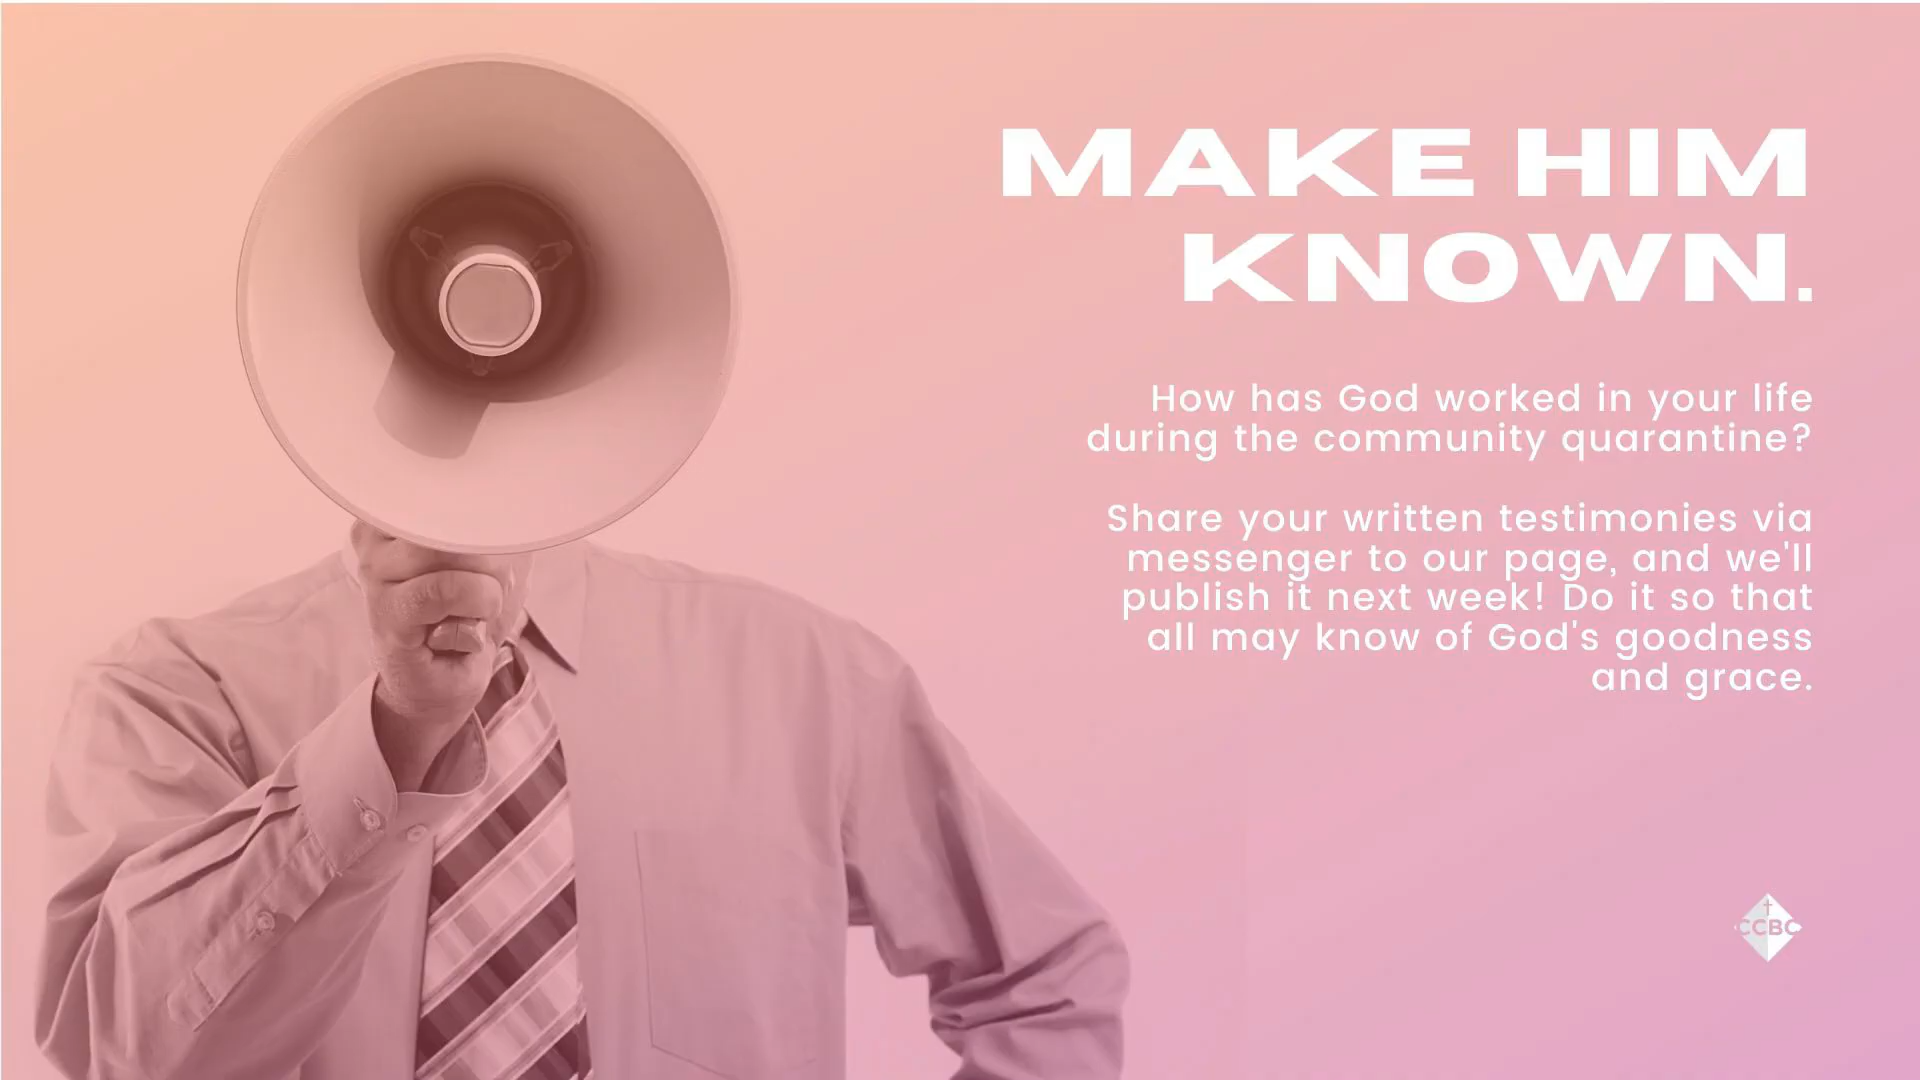 MAKE HIM
KNOWN.
How has God worked in your life
during the community quarantine?
Share your written testimonies via
messenger to our page, and we'll
publish it next week! Do it so that
all may know of God's goodness
and grace.
CCBC